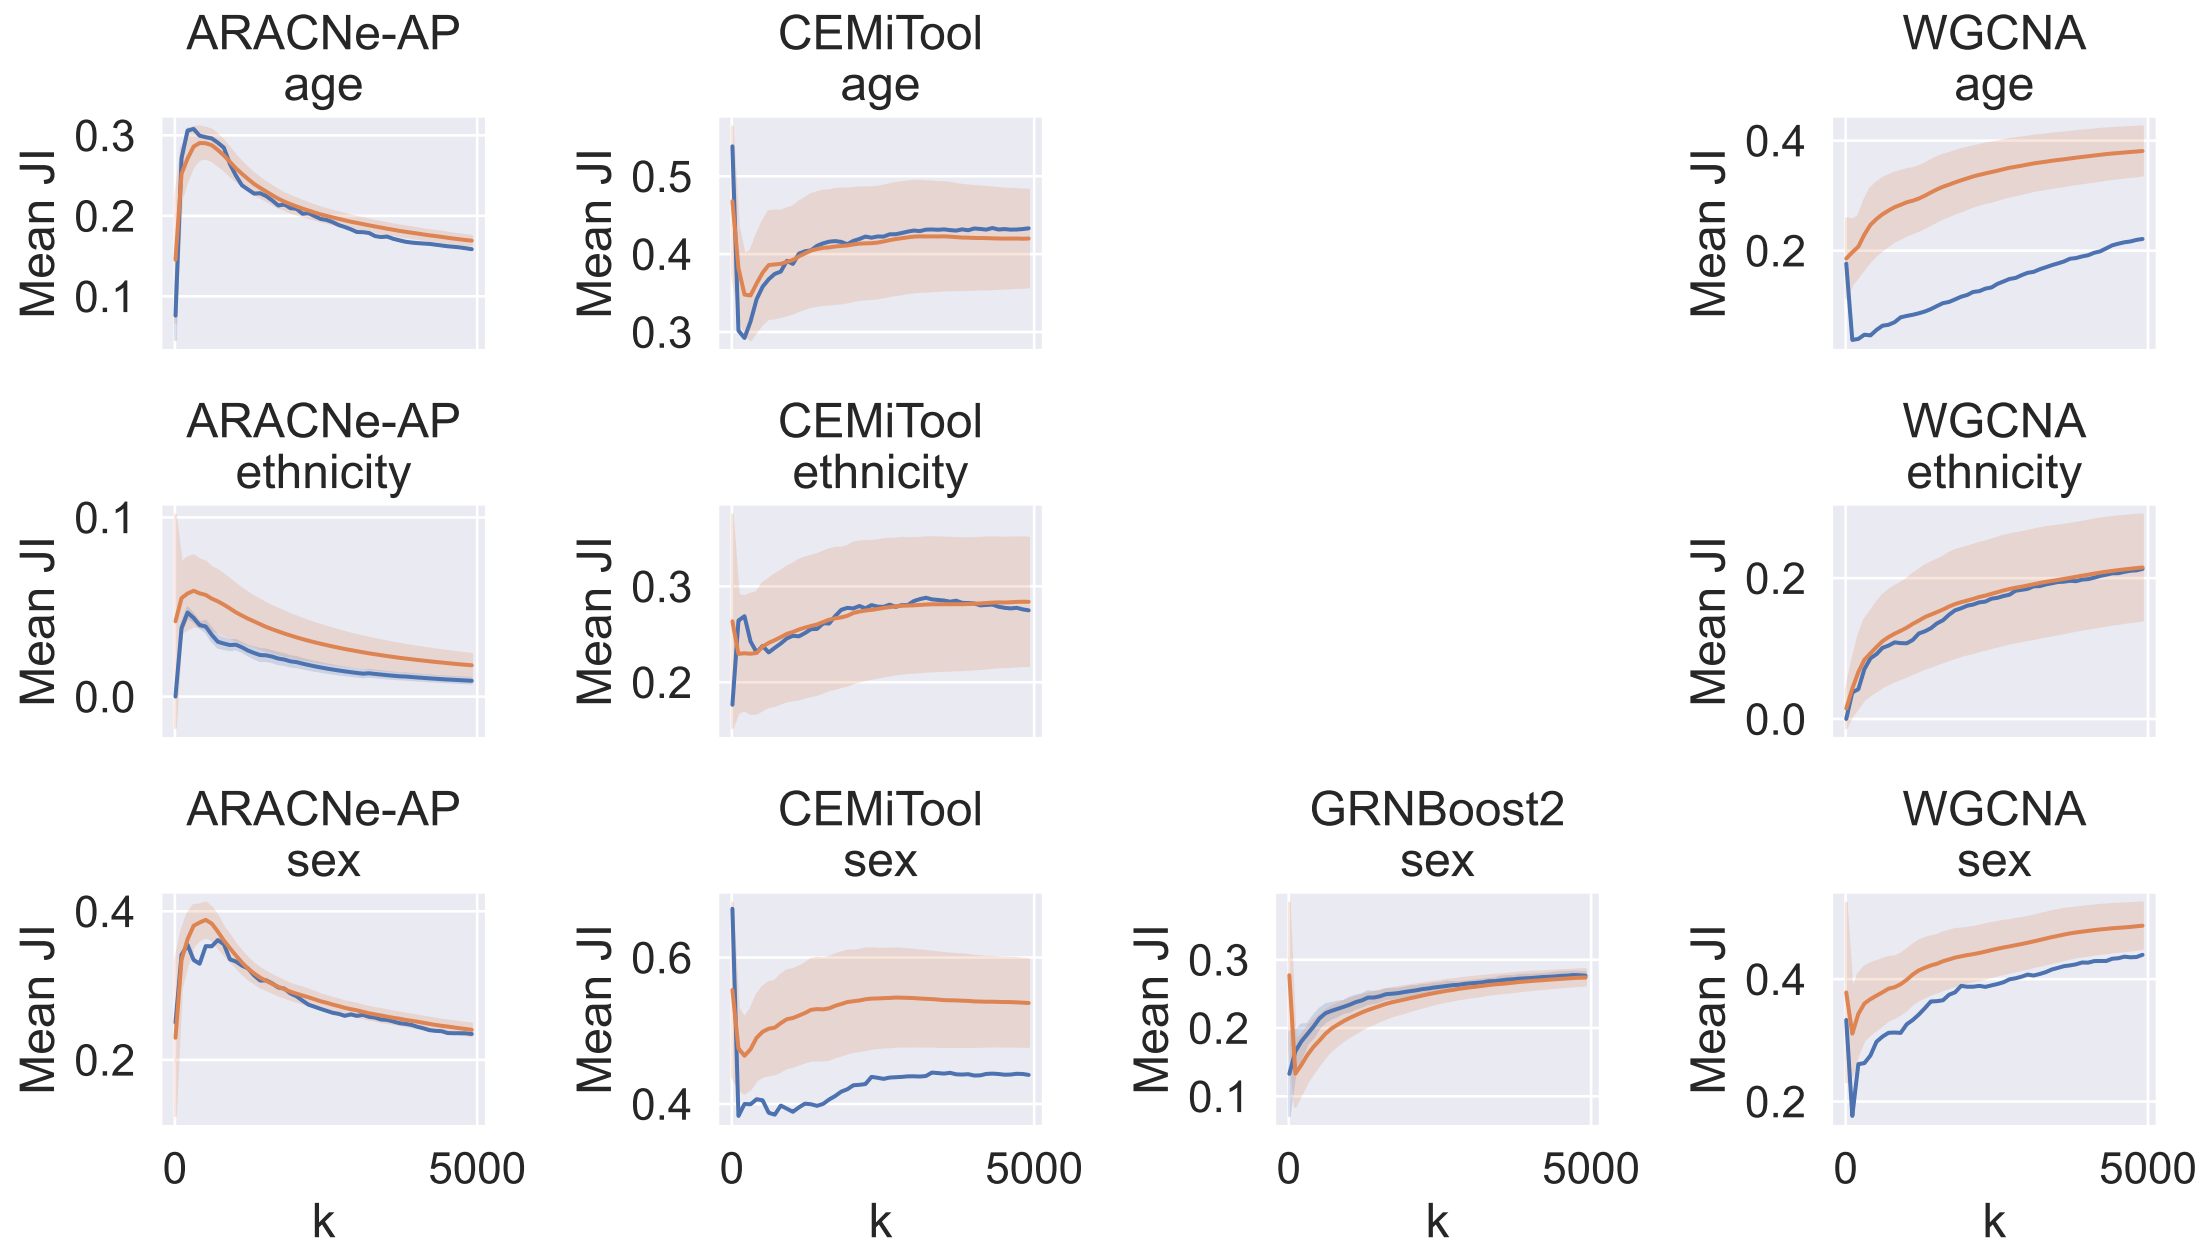 ARACNe-AP
age
CEMiTool
age
WGCNA
age
Mean JI
0.3
0.2
0.1
Mean JI
0.5
0.4
0.3
Mean JI
0.4
0.2
ARACNe-AP
ethnicity
CEMiTool
ethnicity
WGCNA
ethnicity
Mean JI
0.1
0.0
Mean JI
0.3
0.2
Mean JI
0.2
0.0
ARACNe-AP
sex
CEMiTool
sex
GRNBoost2
sex
WGCNA
sex
Mean JI
0.4
0.2
0 5000
k
Mean JI
0.6
0.4
0 5000
k
Mean JI
0.3
0.2
0.1
0 5000
k
Mean JI
0.4
0.2
0 5000
k